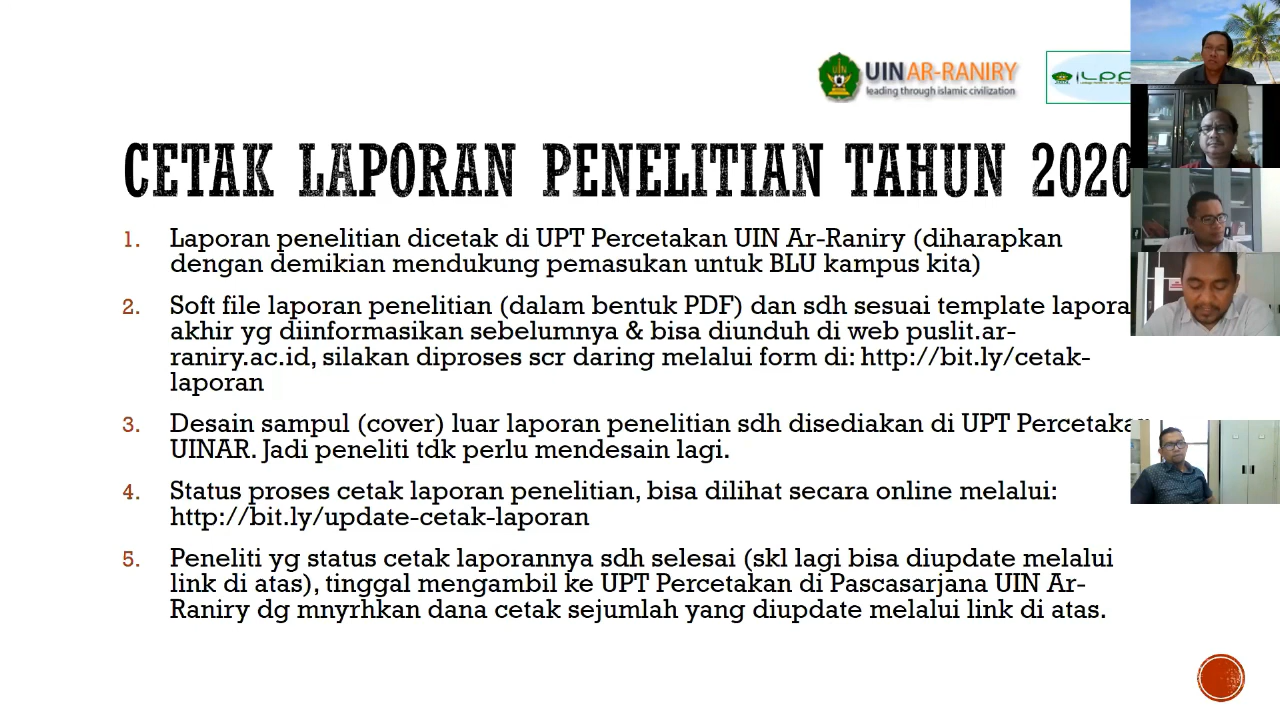 UIN AR-RANIRY
leading through islamic civilization
CETAK LAPORAN PENELITIAN TAHUN 2020
1. Laporan penelitian dicetak di UPT Percetakan UIN Ar-Raniry (diharapkan
dengan demikian mendukung pemasukan untuk BLU kampus kita)
2. Soft file laporan penelitian (dalam bentuk PDF) dan sdh sesuai template lapora
akhir yg diinformasikan sebelumnya & bisa diunduh di web puslit.ar-
raniry.ac.id, silakan diproses scr daring melalui form di: http://bit.ly/cetak-
laporan
3. Desain sampul (cover) luar laporan penelitian sdh disediakan di UPT Percetaka
UINAR. Jadi peneliti tdk perlu mendesain lagi.
4. Status proses cetak laporan penelitian, bisa dilihat secara online melalui:
http://bit.ly/update-cetak-laporan
5. Peneliti yg status cetak laporannya sdh selesai (skl lagi bisa diupdate melalui
link di atas), tinggal mengambil ke UPT Percetakan di Pascasarjana UIN Ar-
Raniry dg mnyrhkan dana cetak sejumlah yang diupdate melalui link di atas.